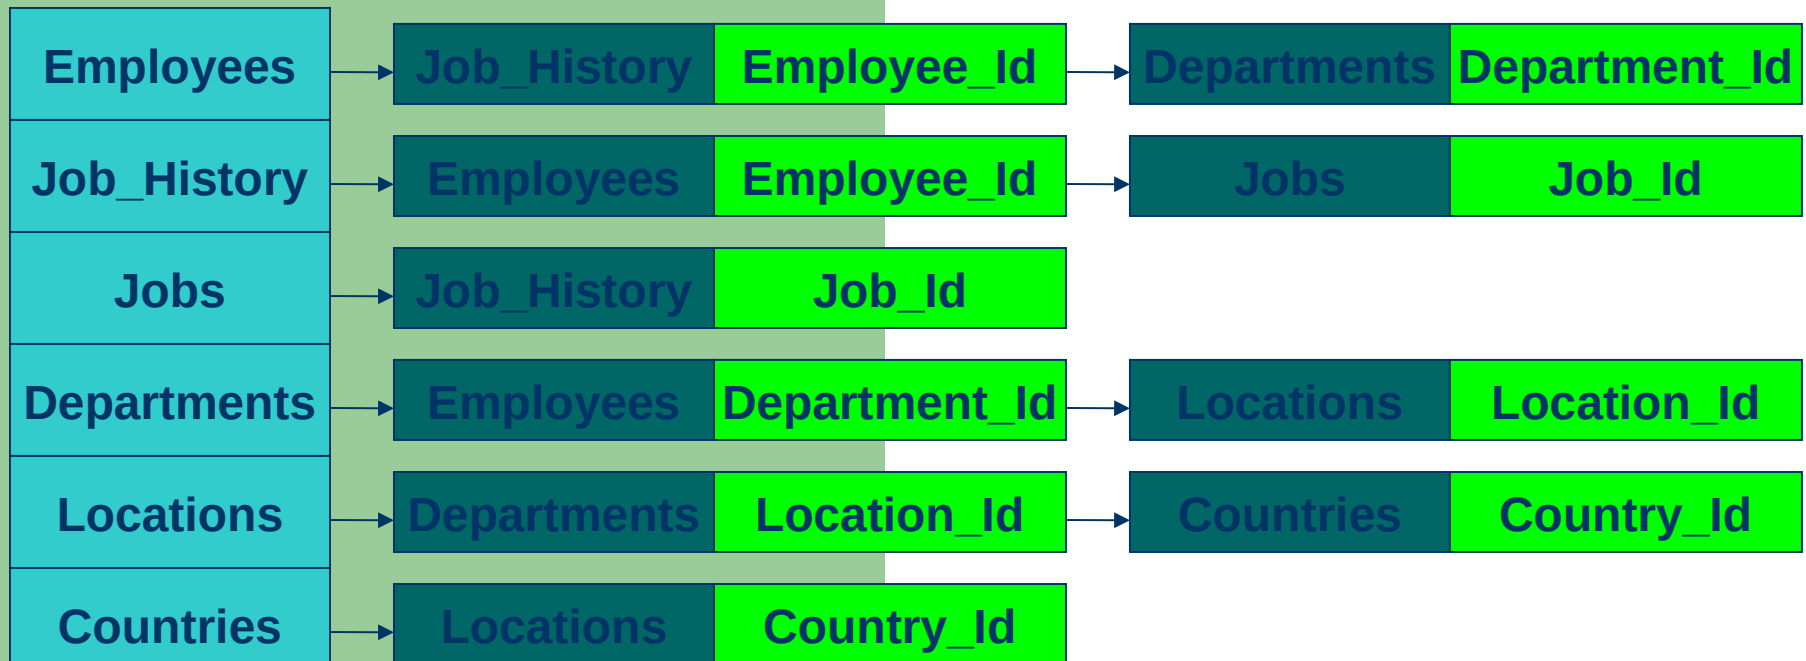 Employees Job_History Employee_Id Departments Department_Id
Job_History Employees Employee_Id Jobs Job_Id
Jobs Job_History Job_Id
Departments Employees Department_Id Locations Location_Id
Locations Departments Location_Id Countries Country_Id
Countries Locations Country_Id